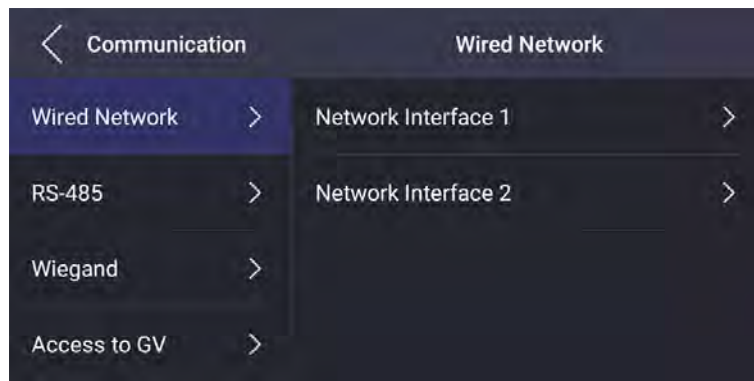 Communication
Wired Network
Wired Network
Network Interface 1
RS-485
Network Interface 2
Wiegand
Access to GV